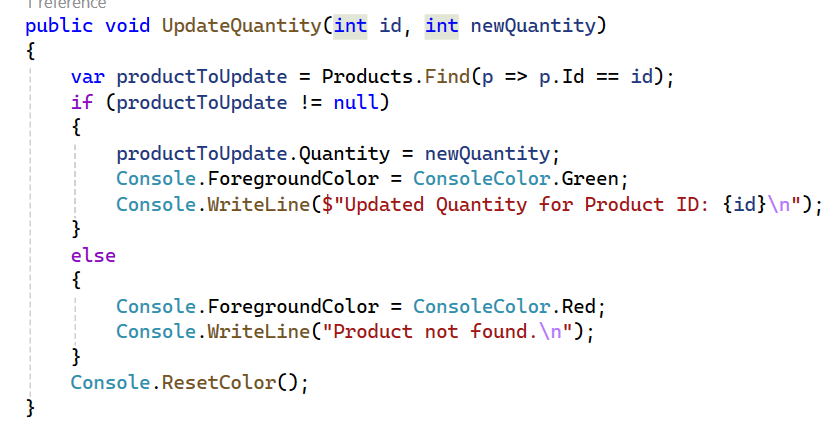 1 reference
public void UpdateQuantity(int id, int newQuantity)
{
    var productToUpdate = Products.Find(p => p.Id == id);
    if (productToUpdate != null)
    {
        productToUpdate.Quantity = newQuantity;
        Console.ForegroundColor = ConsoleColor.Green;
        Console.WriteLine($"Updated Quantity for Product ID: {id}\n");
    }
    else
    {
        Console.ForegroundColor = ConsoleColor.Red;
        Console.WriteLine("Product not found.\n");
    }
    Console.ResetColor();
}